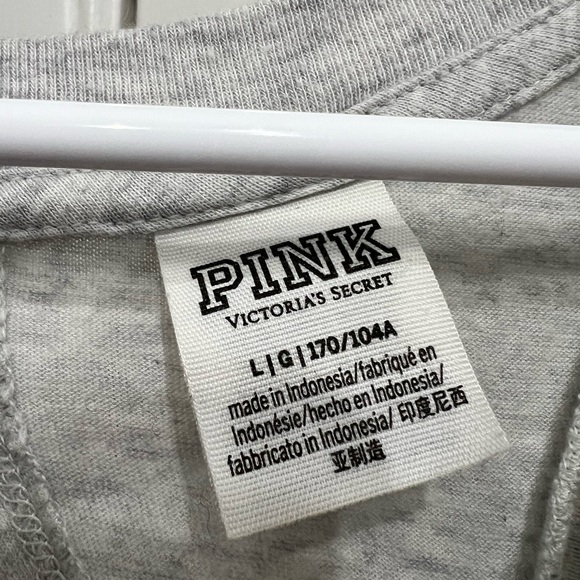 PINK
VICTORIA'S SECRET
L | G | 170/104A
made in Indonesia/fabriqué en
Indonésie/hecho en Indonesia/
fabbricato in Indonesia/ 印度尼西
亚制造